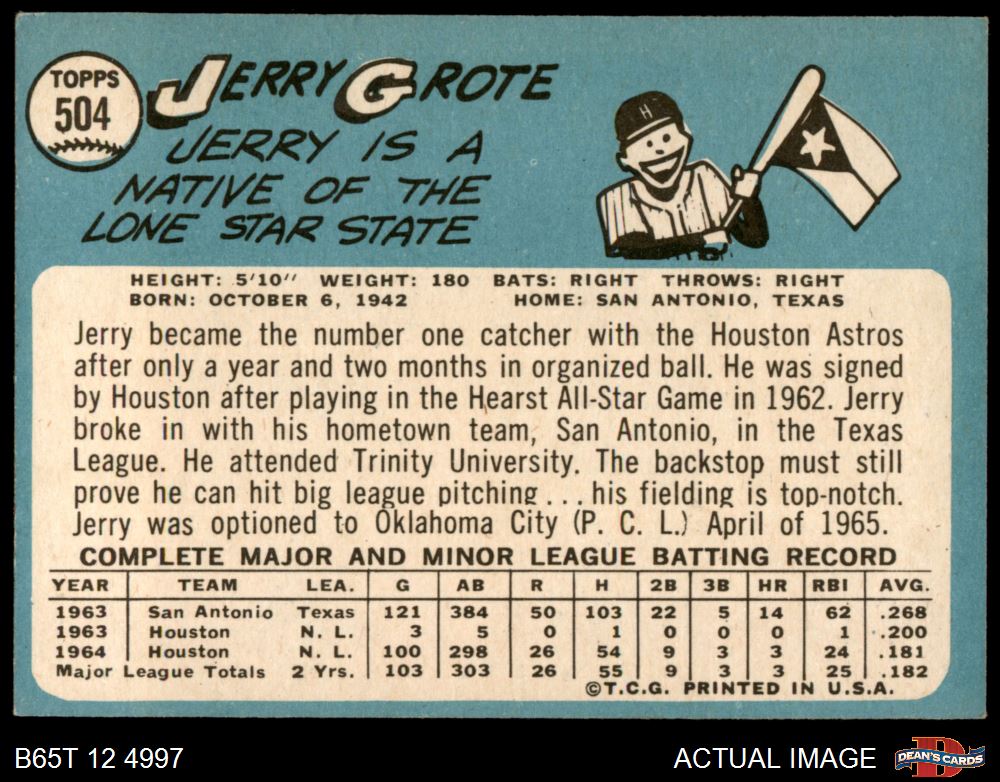 TOPPS
504
JERRY GROTE
JERRY IS A
NATIVE OF THE
LONE STAR STATE
H
HEIGHT: 5'10" WEIGHT: 180 BATS: RIGHT THROWS: RIGHT
BORN: OCTOBER 6, 1942 HOME: SAN ANTONIO, TEXAS
Jerry became the number one catcher with the Houston Astros
after only a year and two months in organized ball. He was signed
by Houston after playing in the Hearst All-Star Game in 1962. Jerry
broke in with his hometown team, San Antonio, in the Texas
League. He attended Trinity University. The backstop must still
prove he can hit big league pitching . . . his fielding is top-notch.
Jerry was optioned to Oklahoma City (P. C. L.) April of 1965.
COMPLETE MAJOR AND MINOR LEAGUE BATTING RECORD
YEAR TEAM LEA. G AB R H 2B 3B HR RBI AVG.
1963 San Antonio Texas 121 384 50 103 22 5 14 62 .268
1963 Houston N. L. 3 5 0 1 0 0 0 1 .200
1964 Houston N. L. 100 298 26 54 9 3 3 24 .181
Major League Totals 2 Yrs. 103 303 26 55 9 3 3 25 .182
©T.C.G. PRINTED IN U.S.A.
B65T 12 4997 ACTUAL IMAGE D DEAN'S CARDS